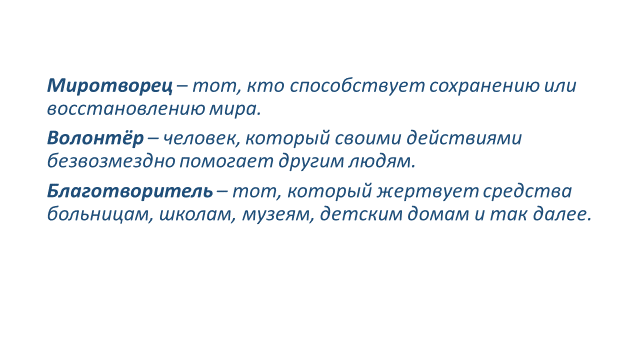 Миротворец – тот, кто способствует сохранению или
восстановлению мира.
Волонтёр – человек, который своими действиями
безвозмездно помогает другим людям.
Благотворитель – тот, который жертвует средства
больницам, школам, музеям, детским домам и так далее.